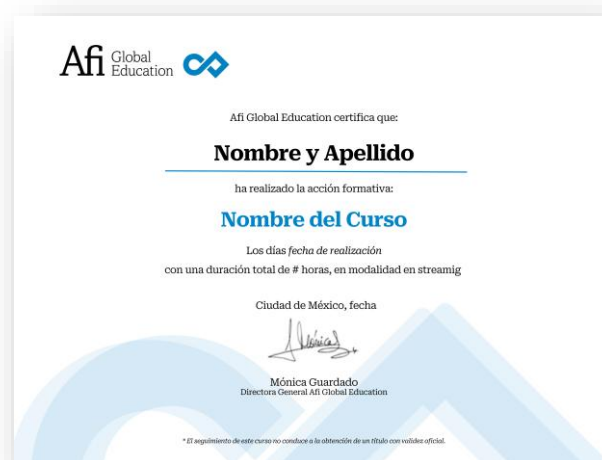 Afi Global
Education
Afi Global Education certifica que:
Nombre y Apellido
ha realizado la acción formativa:
Nombre del Curso
Los días fecha de realización
con una duración total de # horas, en modalidad en streamig
Ciudad de México, fecha
Mónica
Mónica Guardado
Directora General Afi Global Education
* El seguimiento de este curso no conduce a la obtención de un título con validez oficial.